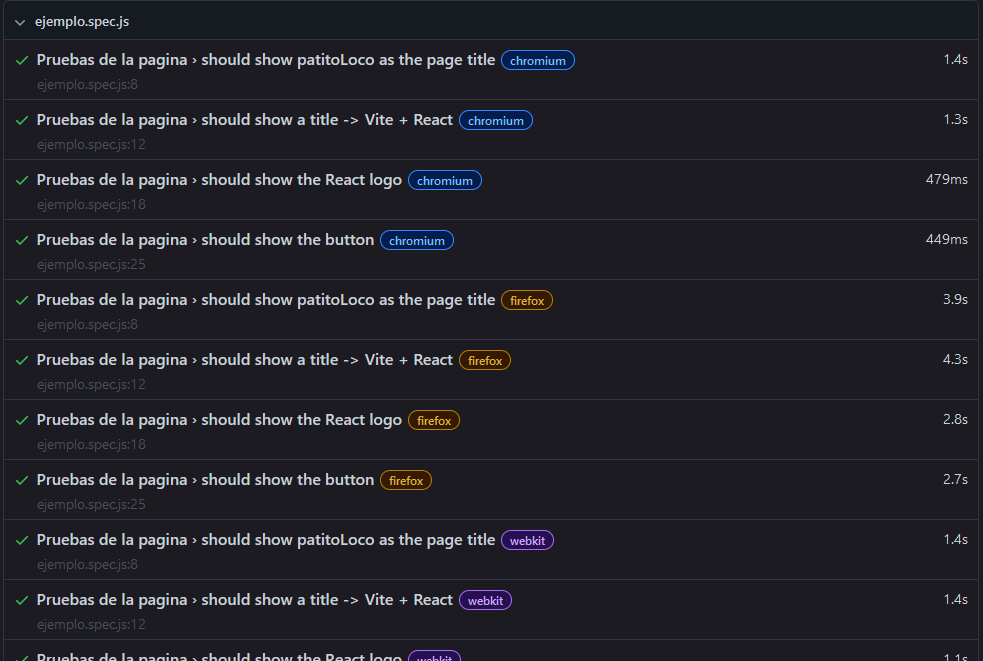 ejemplo.spec.js
Pruebas de la pagina › should show patitoLoco as the page title chromium 1.4s
ejemplo.spec.js:8
Pruebas de la pagina › should show a title -> Vite + React chromium 1.3s
ejemplo.spec.js:12
Pruebas de la pagina › should show the React logo chromium 479ms
ejemplo.spec.js:18
Pruebas de la pagina › should show the button chromium 449ms
ejemplo.spec.js:25
Pruebas de la pagina › should show patitoLoco as the page title firefox 3.9s
ejemplo.spec.js:8
Pruebas de la pagina › should show a title -> Vite + React firefox 4.3s
ejemplo.spec.js:12
Pruebas de la pagina › should show the React logo firefox 2.8s
ejemplo.spec.js:18
Pruebas de la pagina › should show the button firefox 2.7s
ejemplo.spec.js:25
Pruebas de la pagina › should show patitoLoco as the page title webkit 1.4s
ejemplo.spec.js:8
Pruebas de la pagina › should show a title -> Vite + React webkit 1.4s
ejemplo.spec.js:12
Pruebas de la pagina › should show the React logo webkit 1.1s